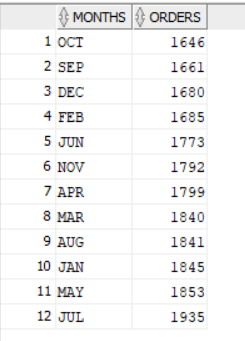 MONTHS ORDERS
1 OCT 1646
2 SEP 1661
3 DEC 1680
4 FEB 1685
5 JUN 1773
6 NOV 1792
7 APR 1799
8 MAR 1840
9 AUG 1841
10 JAN 1845
11 MAY 1853
12 JUL 1935